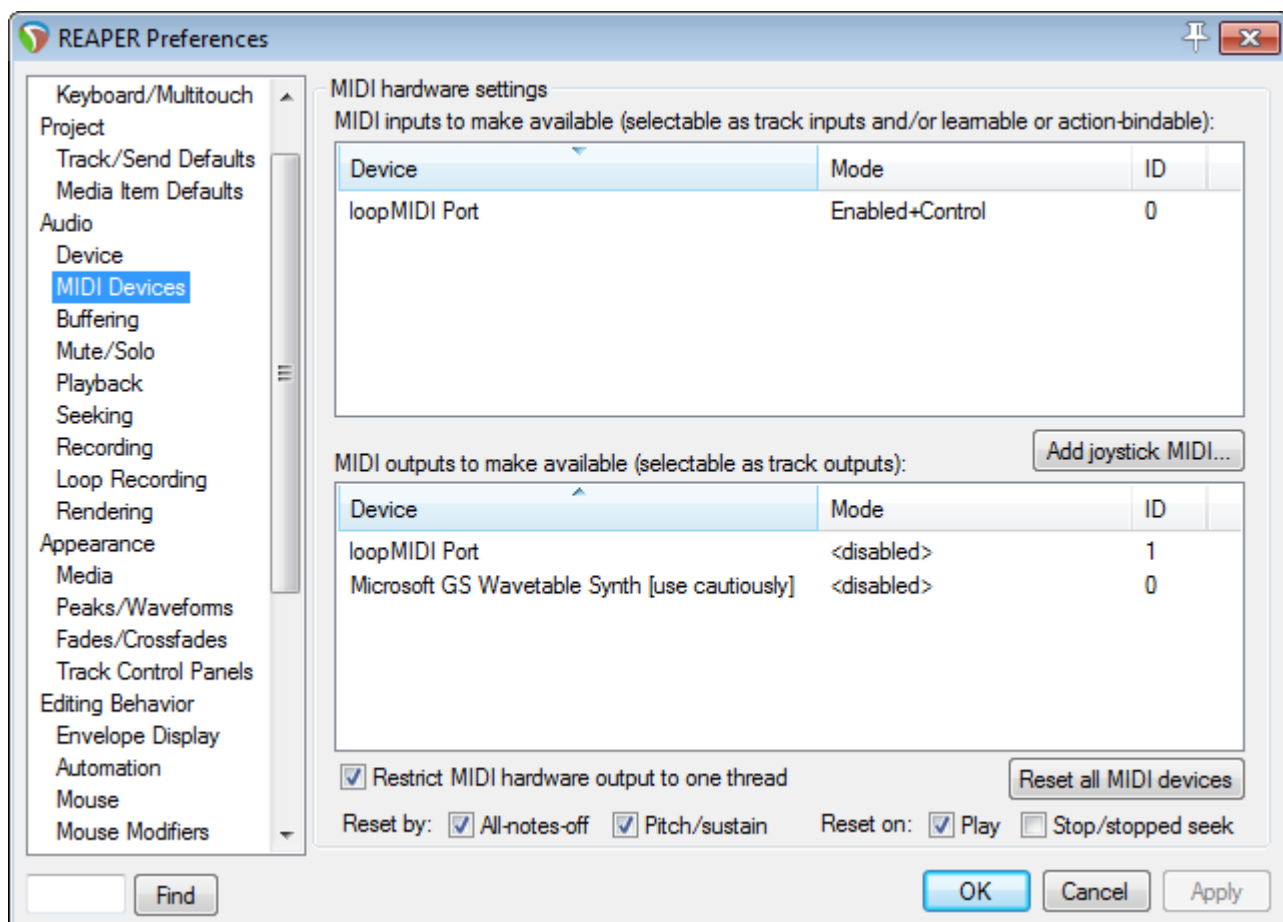 REAPER Preferences
Keyboard/Multitouch
Project
Track/Send Defaults
Media Item Defaults
Audio
Device
MIDI Devices
Buffering
Mute/Solo
Playback
Seeking
Recording
Loop Recording
Rendering
Appearance
Media
Peaks/Waveforms
Fades/Crossfades
Track Control Panels
Editing Behavior
Envelope Display
Automation
Mouse
Mouse Modifiers
Find
MIDI hardware settings
MIDI inputs to make available (selectable as track inputs and/or learnable or action-bindable):
Device Mode ID
loopMIDI Port Enabled+Control 0
Add joystick MIDI...
MIDI outputs to make available (selectable as track outputs):
Device Mode ID
loopMIDI Port <disabled> 1
Microsoft GS Wavetable Synth [use cautiously] <disabled> 0
Restrict MIDI hardware output to one thread
Reset all MIDI devices
Reset by: All-notes-off Pitch/sustain Reset on: Play Stop/stopped seek
OK Cancel Apply